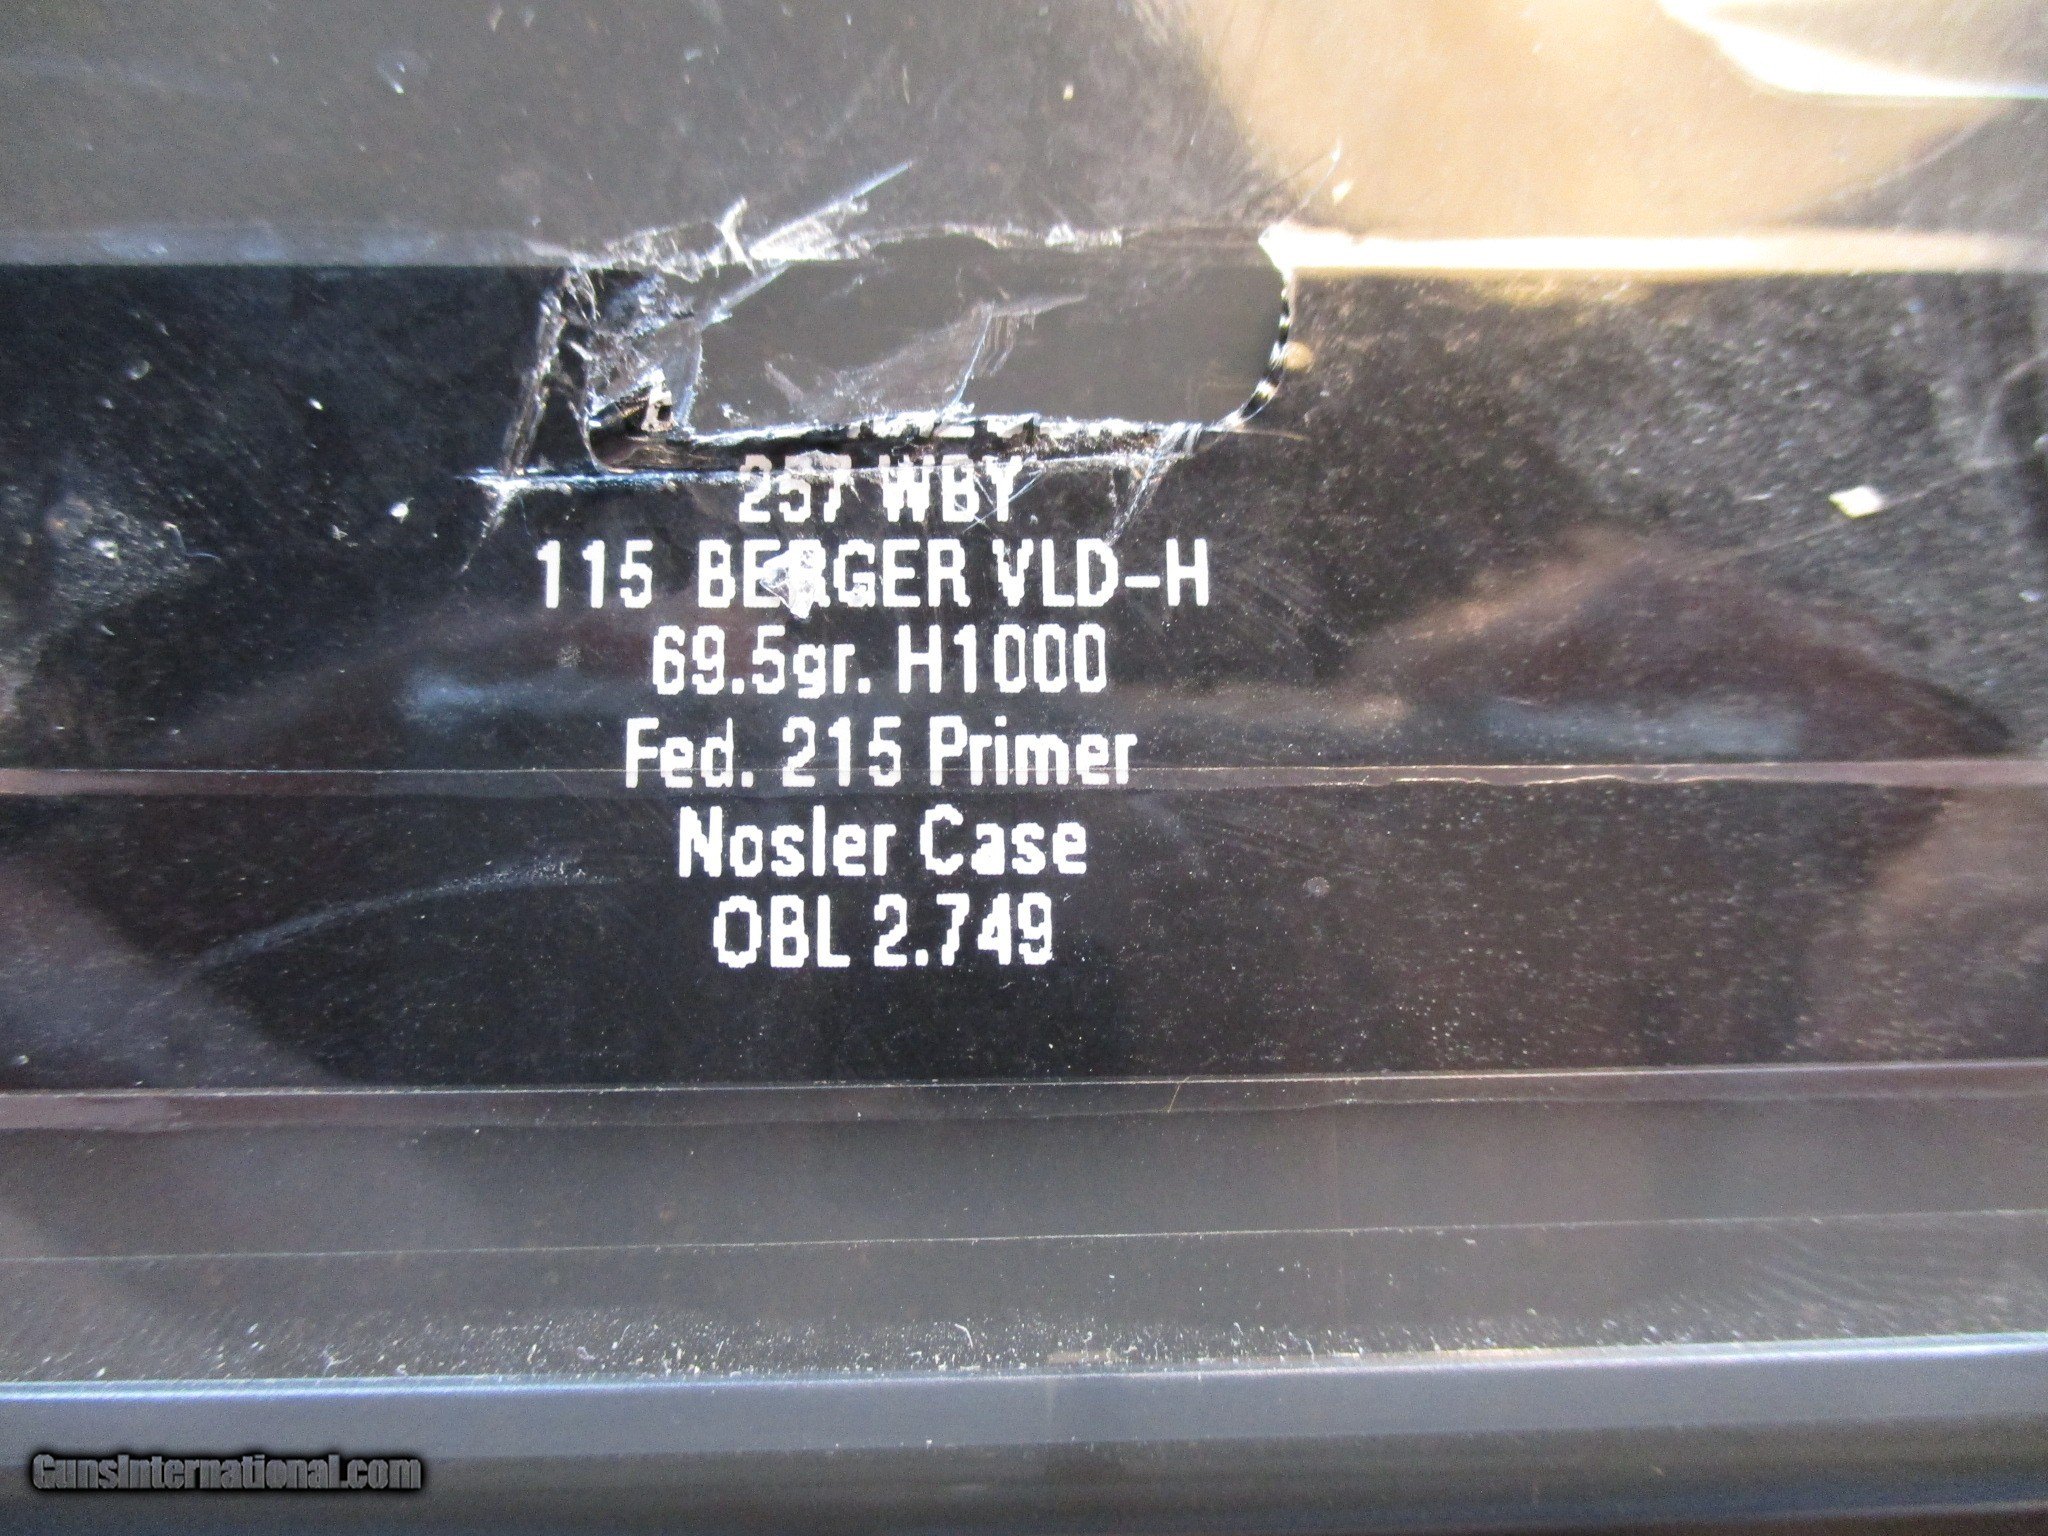 257 WBY
115 BERGER VLD-H
69.5gr. H1000
Fed. 215 Primer
Nosler Case
OBL 2.749
GunsInternational.com